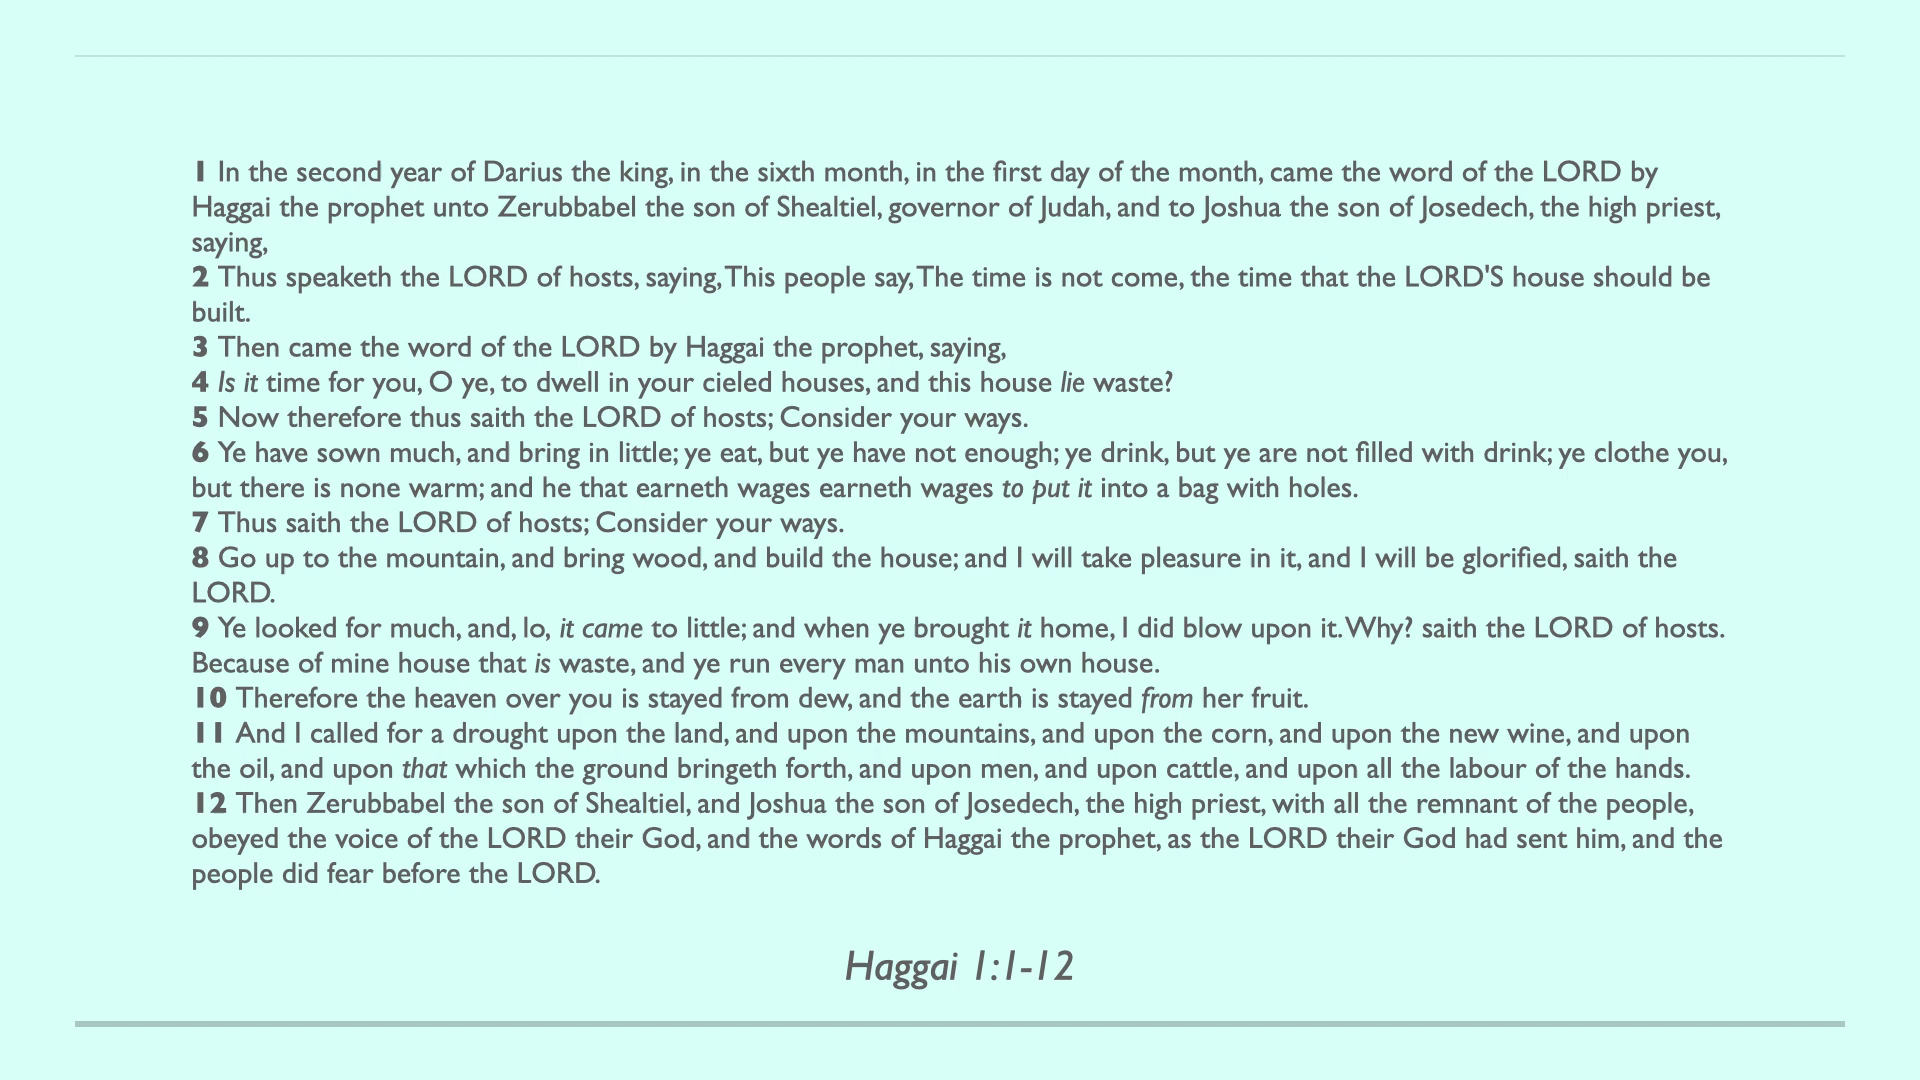 1 In the second year of Darius the king, in the sixth month, in the first day of the month, came the word of the LORD by
Haggai the prophet unto Zerubbabel the son of Shealtiel, governor of Judah, and to Joshua the son of Josedech, the high priest,
saying,
2 Thus speaketh the LORD of hosts, saying, This people say, The time is not come, the time that the LORD'S house should be
built.
3 Then came the word of the LORD by Haggai the prophet, saying,
4 Is it time for you, O ye, to dwell in your cieled houses, and this house lie waste?
5 Now therefore thus saith the LORD of hosts; Consider your ways.
6 Ye have sown much, and bring in little; ye eat, but ye have not enough; ye drink, but ye are not filled with drink; ye clothe you,
but there is none warm; and he that earneth wages earneth wages to put it into a bag with holes.
7 Thus saith the LORD of hosts; Consider your ways.
8 Go up to the mountain, and bring wood, and build the house; and I will take pleasure in it, and I will be glorified, saith the
LORD.
9 Ye looked for much, and, lo, it came to little; and when ye brought it home, I did blow upon it. Why? saith the LORD of hosts.
Because of mine house that is waste, and ye run every man unto his own house.
10 Therefore the heaven over you is stayed from dew, and the earth is stayed from her fruit.
11 And I called for a drought upon the land, and upon the mountains, and upon the corn, and upon the new wine, and upon
the oil, and upon that which the ground bringeth forth, and upon men, and upon cattle, and upon all the labour of the hands.
12 Then Zerubbabel the son of Shealtiel, and Joshua the son of Josedech, the high priest, with all the remnant of the people,
obeyed the voice of the LORD their God, and the words of Haggai the prophet, as the LORD their God had sent him, and the
people did fear before the LORD.
Haggai 1:1-12